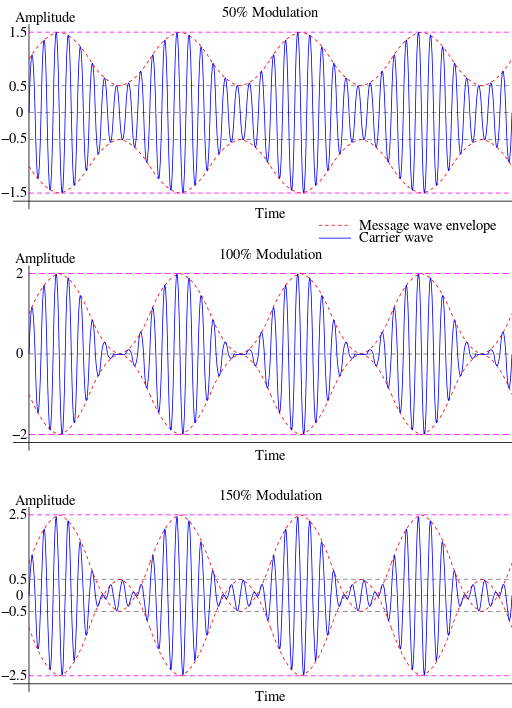 50% Modulation
Amplitude
1.5
0.5
0
−0.5
−1.5
Time
Message wave envelope
Carrier wave
100% Modulation
Amplitude
2
0
−2
Time
150% Modulation
Amplitude
2.5
0.5
0
−0.5
−2.5
Time